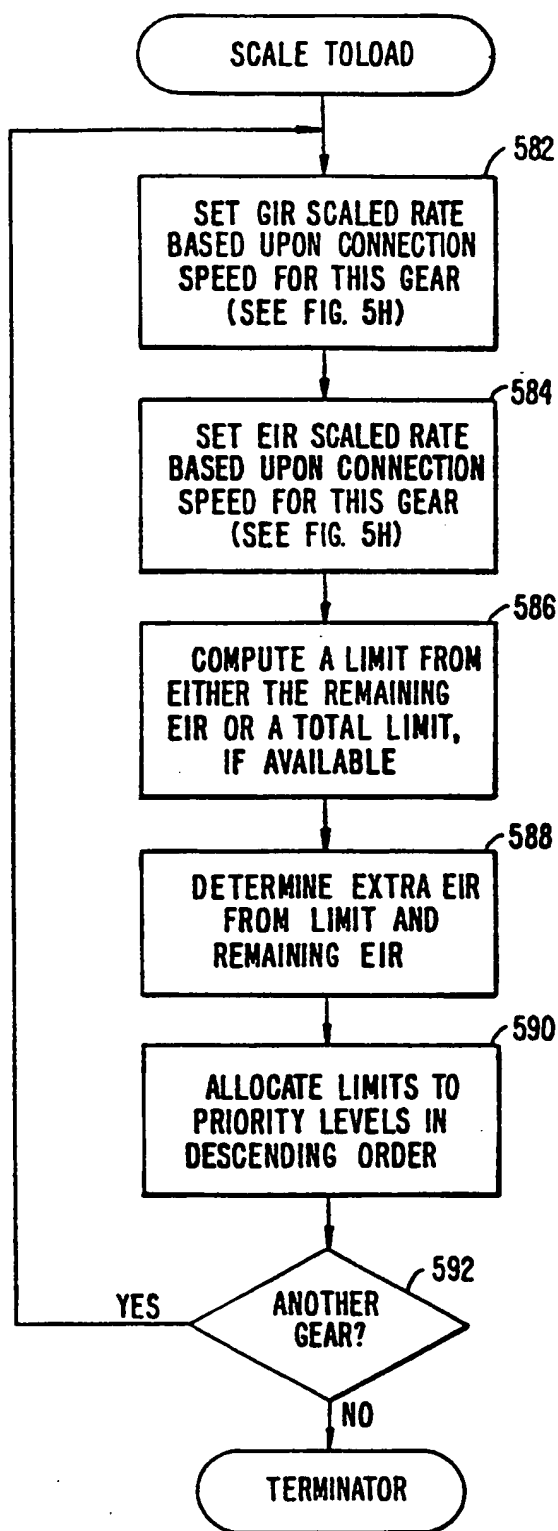 SCALE TOLOAD
582
SET GIR SCALED RATE
BASED UPON CONNECTION
SPEED FOR THIS GEAR
(SEE FIG. 5H)
584
SET EIR SCALED RATE
BASED UPON CONNECTION
SPEED FOR THIS GEAR
(SEE FIG. 5H)
586
COMPUTE A LIMIT FROM
EITHER THE REMAINING
EIR OR A TOTAL LIMIT,
IF AVAILABLE
588
DETERMINE EXTRA EIR
FROM LIMIT AND
REMAINING EIR
590
ALLOCATE LIMITS TO
PRIORITY LEVELS IN
DESCENDING ORDER
592
YES
ANOTHER
GEAR?
NO
TERMINATOR